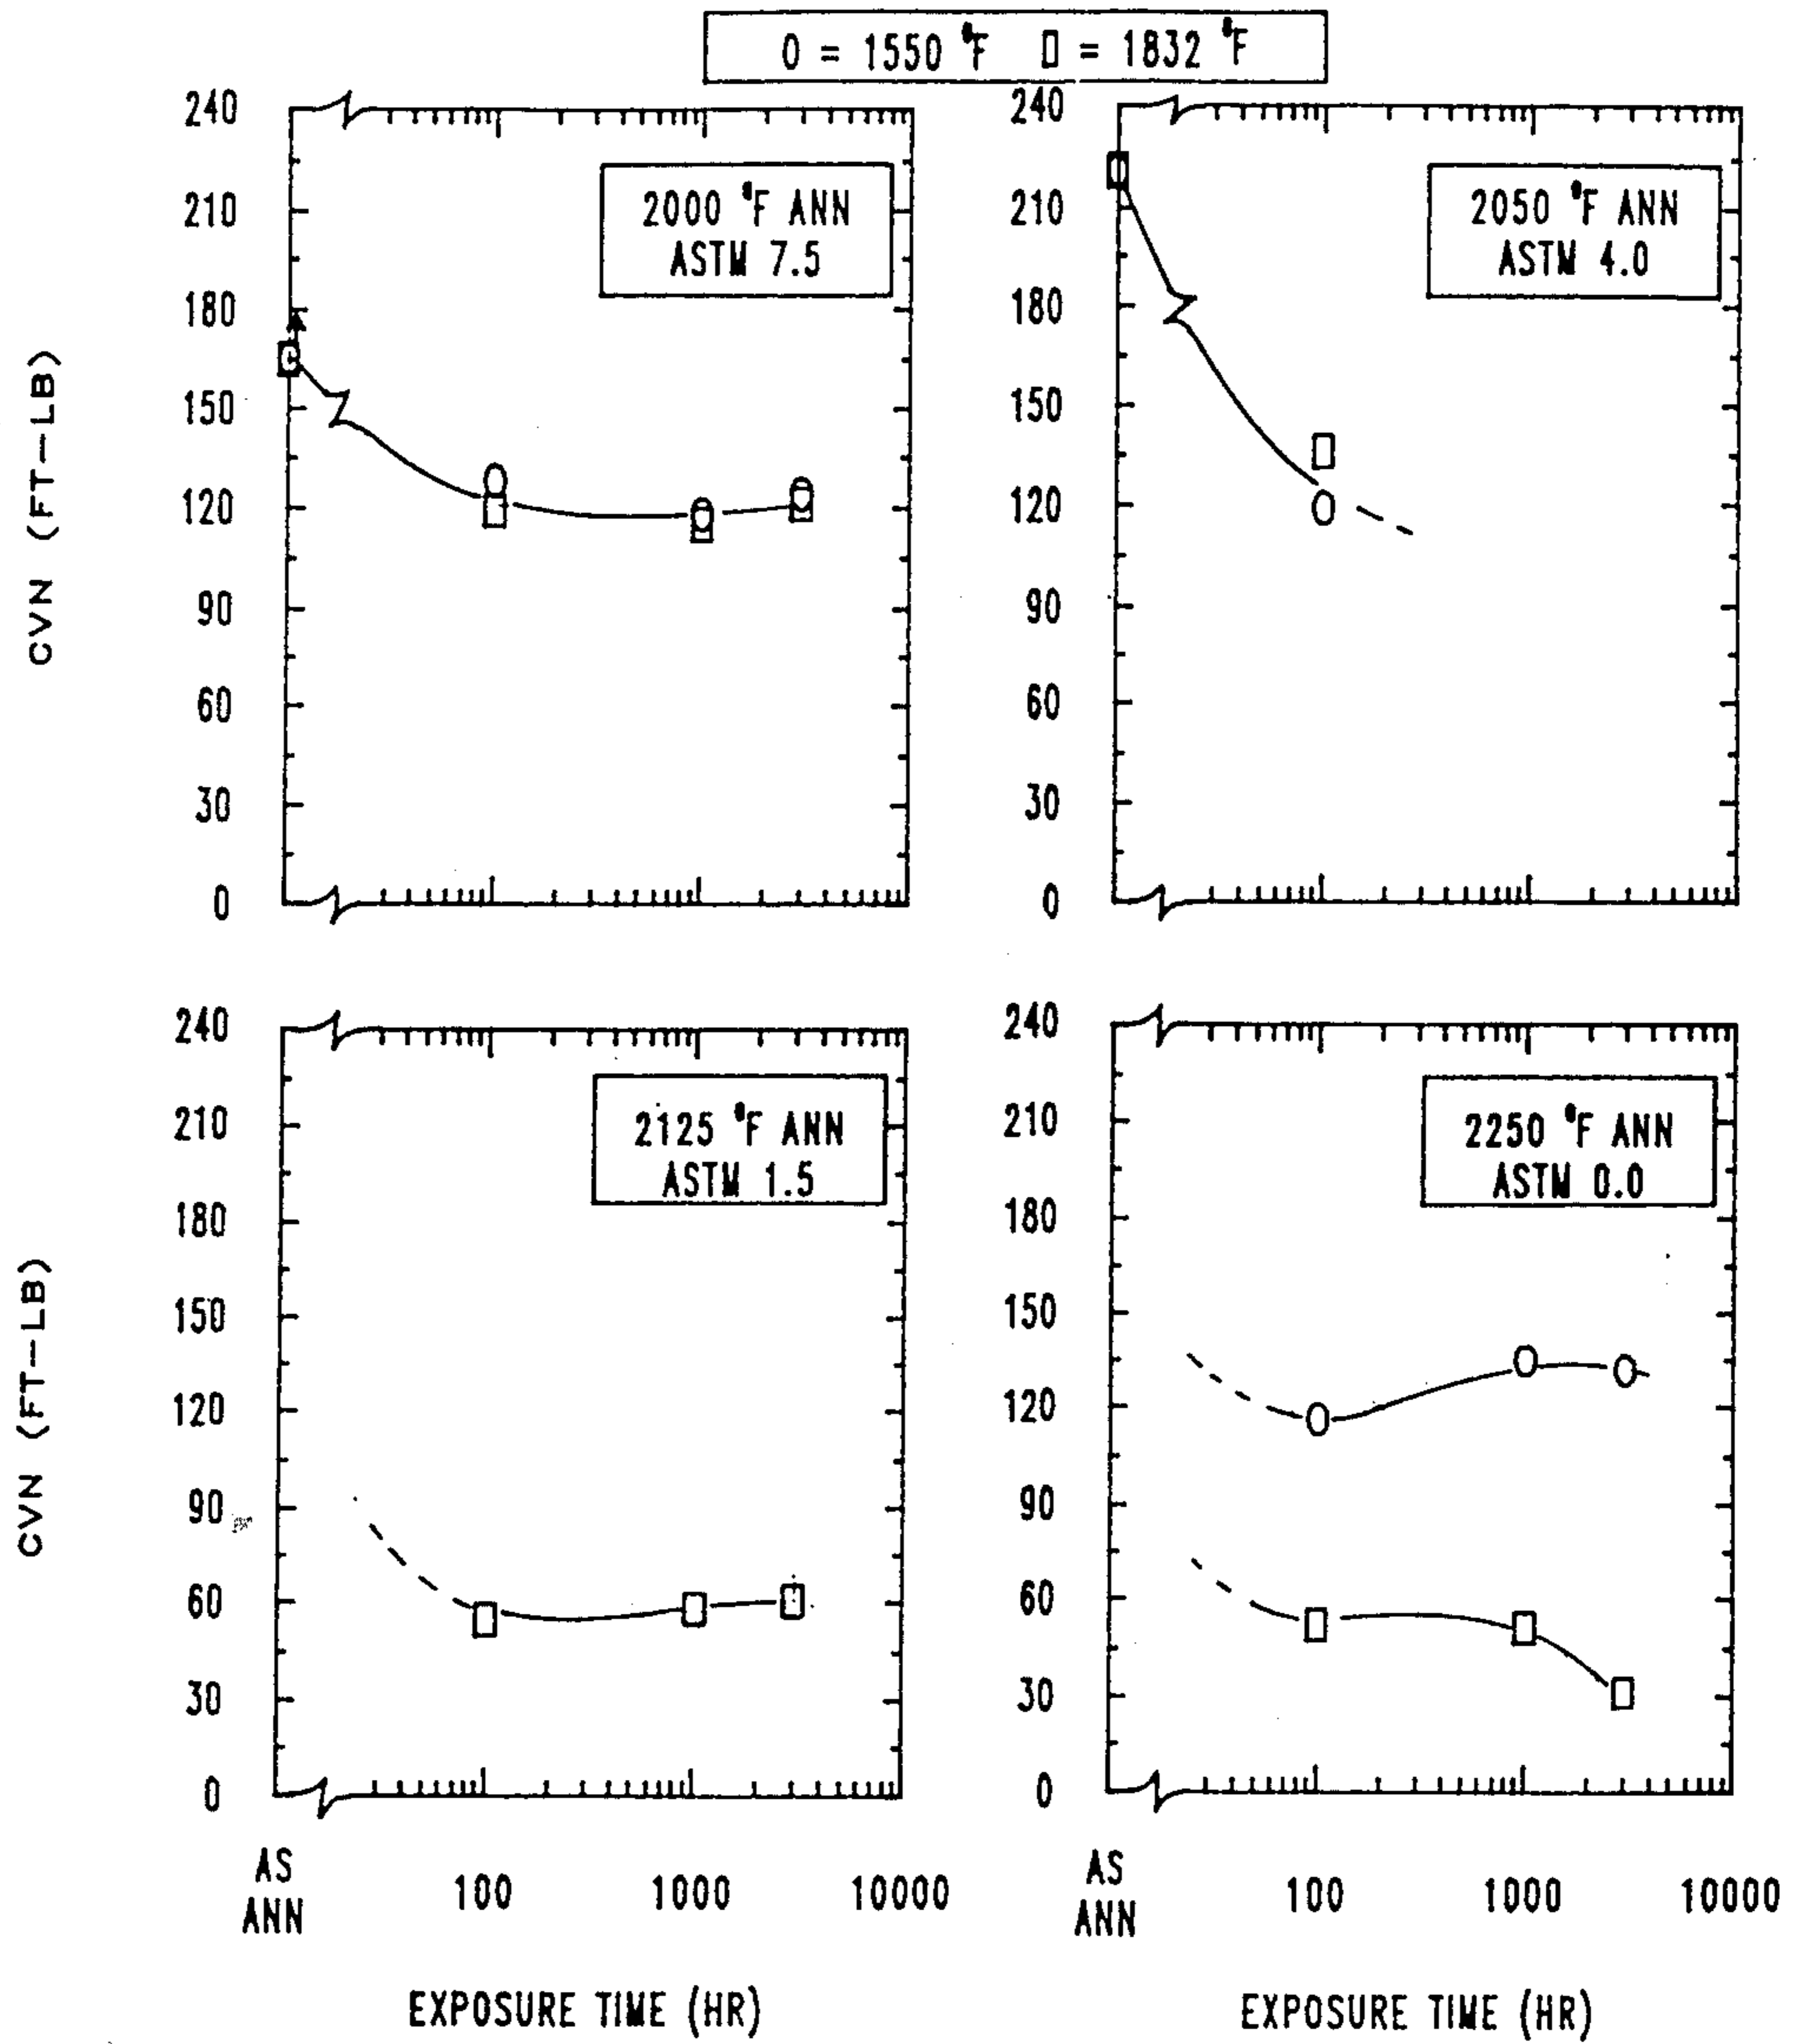 O = 1550 °F ▯ = 1832 °F
240
210
180
150
120
90
60
30
0
CVN (FT-LB)
2000 °F ANN
ASTM 7.5
240
210
180
150
120
90
60
30
0
2050 °F ANN
ASTM 4.0
240
210
180
150
120
90
60
30
0
CVN (FT-LB)
2125 °F ANN
ASTM 1.5
AS
ANN
100
1000
10000
EXPOSURE TIME (HR)
240
210
180
150
120
90
60
30
0
2250 °F ANN
ASTM 0.0
AS
ANN
100
1000
10000
EXPOSURE TIME (HR)